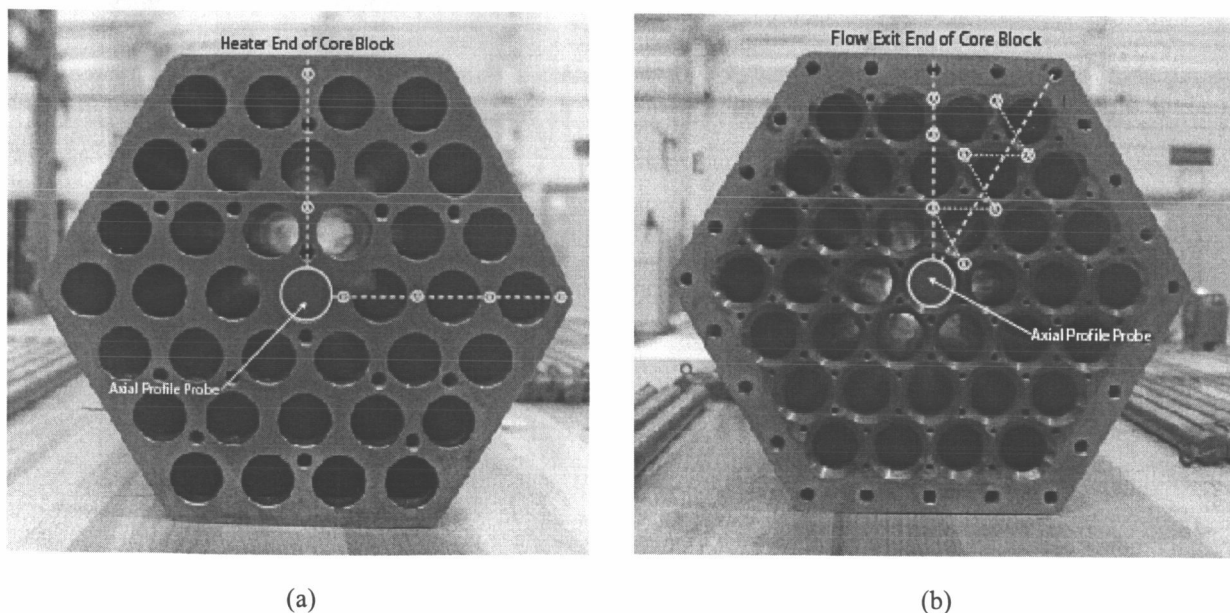 Heater End of Core Block
Axial Profile Probe
Flow Exit End of Core Block
Axial Profile Probe
(a)
(b)